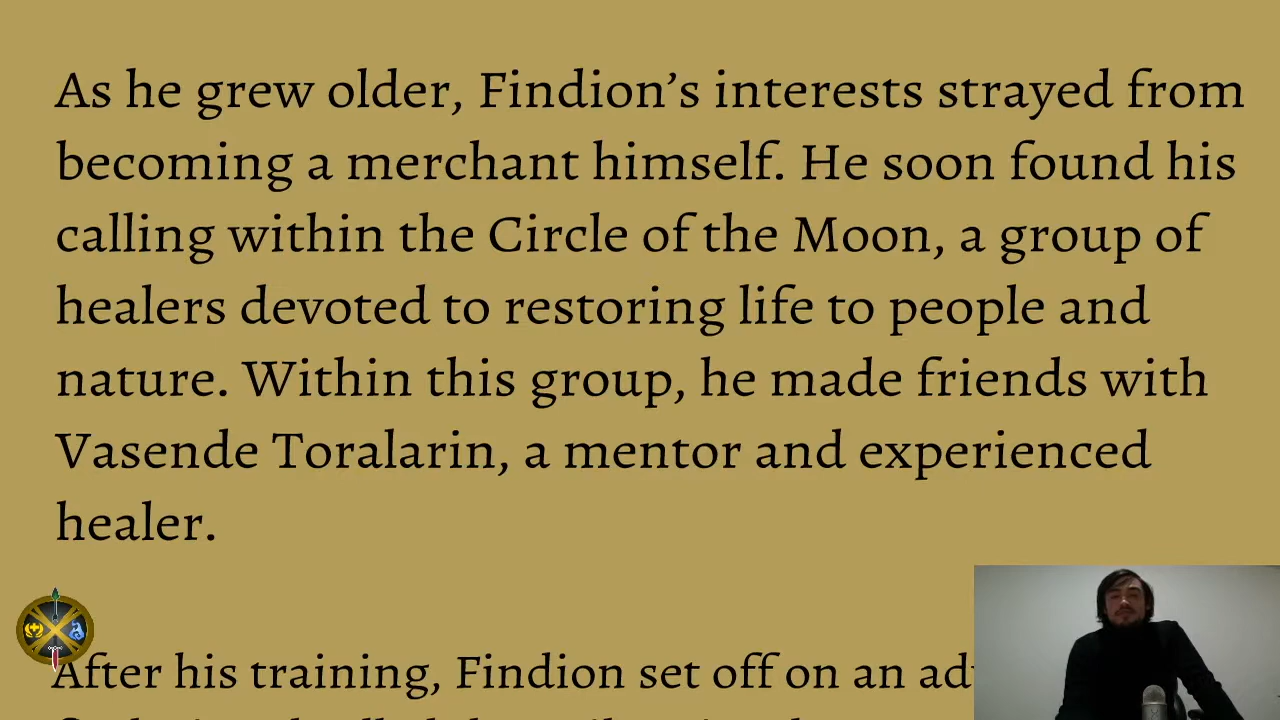 As he grew older, Findion’s interests strayed from
becoming a merchant himself. He soon found his
calling within the Circle of the Moon, a group of
healers devoted to restoring life to people and
nature. Within this group, he made friends with
Vasende Toralarin, a mentor and experienced
healer.
After his training, Findion set off on an